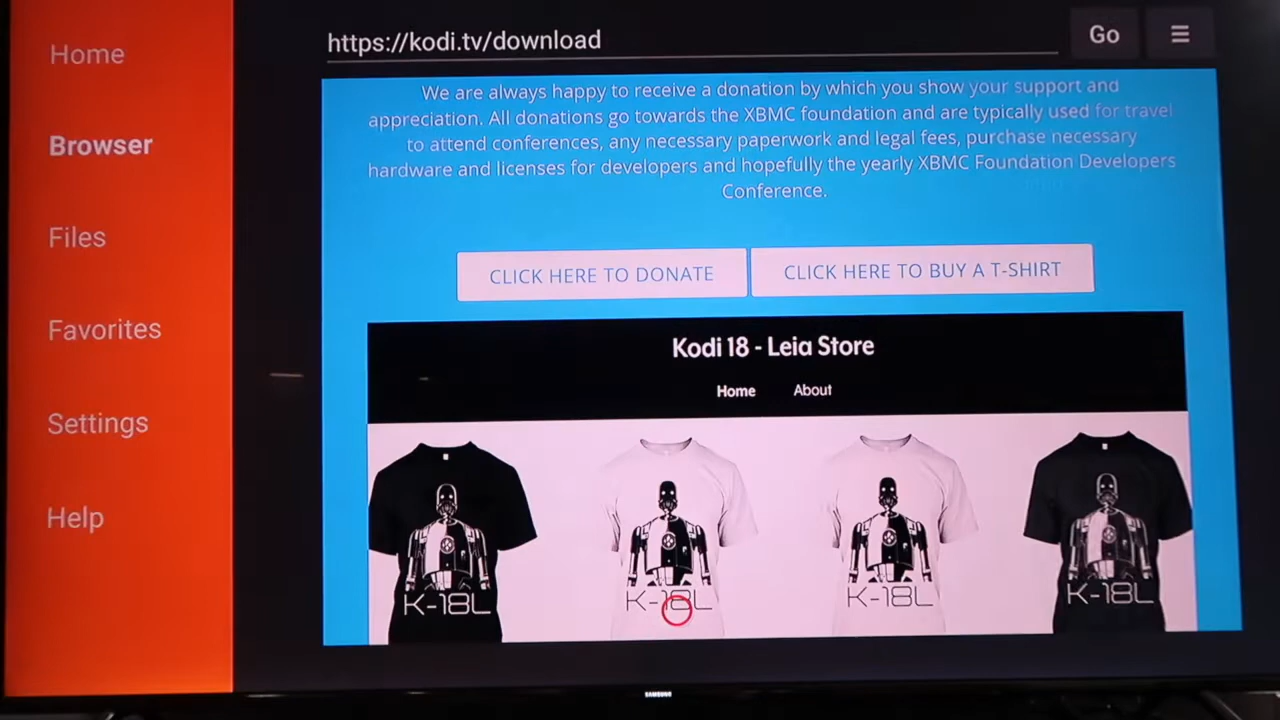 Home
Browser
Files
Favorites
Settings
Help
https://kodi.tv/download
Go
We are always happy to receive a donation by which you show your support and
appreciation. All donations go towards the XBMC foundation and are typically used for travel
to attend conferences, any necessary paperwork and legal fees, purchase necessary
hardware and licenses for developers and hopefully the yearly XBMC Foundation Developers
Conference.
CLICK HERE TO DONATE
CLICK HERE TO BUY A T-SHIRT
Kodi 18 - Leia Store
Home
About
K-18L
K-18L
K-18L
K-18L
SAMSUNG